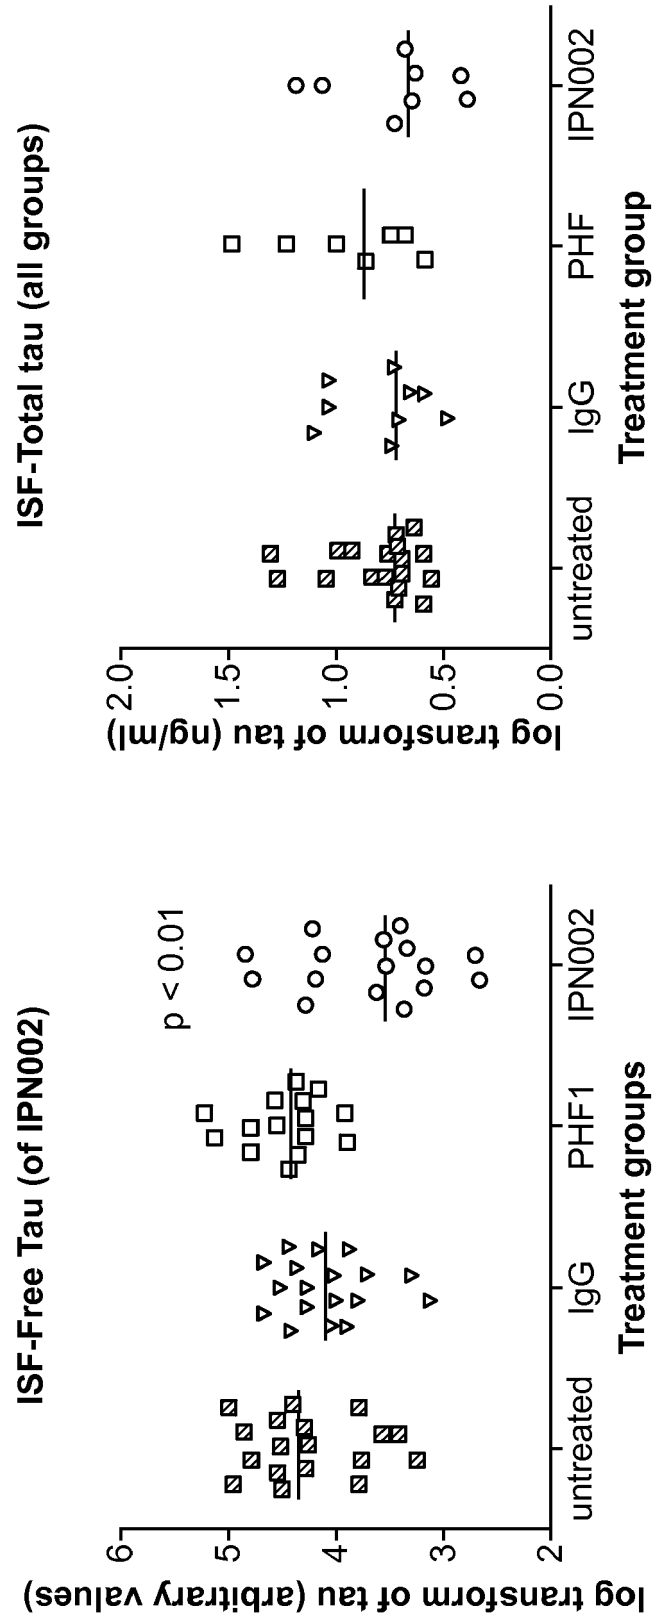 ISF-Free Tau (of IPN002)
log transform of tau (arbitrary values)
6
5
4
3
2
p < 0.01
untreated
IgG
PHF1
IPN002
Treatment groups
ISF-Total tau (all groups)
log transform of tau (ng/ml)
2.0
1.5
1.0
0.5
0.0
untreated
IgG
PHF
IPN002
Treatment group